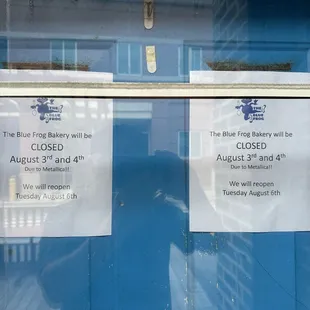 THE
BLUE FROG
The Blue Frog Bakery will be
CLOSED
August 3rd and 4th
Due to Metallica!!
We will reopen
Tuesday August 6th
THE
BLUE FROG
The Blue Frog Bakery will be
CLOSED
August 3rd and 4th
Due to Metallica!!
We will reopen
Tuesday August 6th